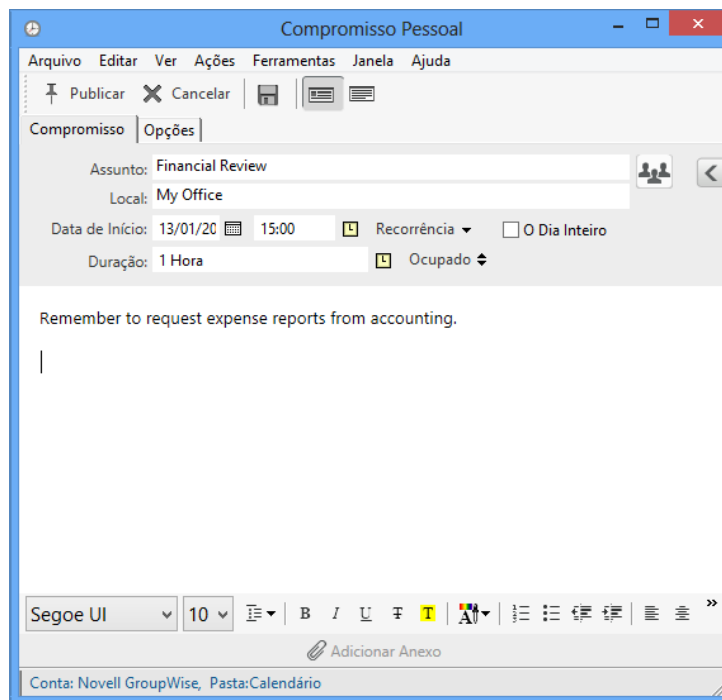 Compromisso Pessoal
Arquivo Editar Ver Ações Ferramentas Janela Ajuda
Publicar Cancelar
Compromisso Opções
Assunto: Financial Review
Local: My Office
Data de Início: 13/01/20 15:00 Recorrência O Dia Inteiro
Duração: 1 Hora Ocupado
Remember to request expense reports from accounting.
Segoe UI 10 B I U T T A
Adicionar Anexo
Conta: Novell GroupWise, Pasta:Calendário